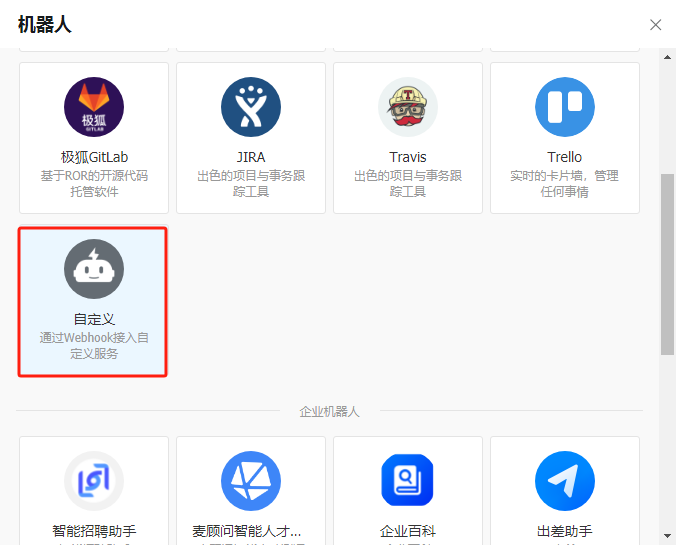 机器人
极狐
GITLAB
T
极狐GitLab
JIRA
Travis
Trello
基于ROR的开源代码
托管软件
出色的项目与事务跟
踪工具
出色的项目与事务跟
踪工具
实时的卡片墙，管理
任何事情
自定义
通过Webhook接入自
定义服务
企业机器人
智能招聘助手
麦顾问智能人才...
企业百科
出差助手